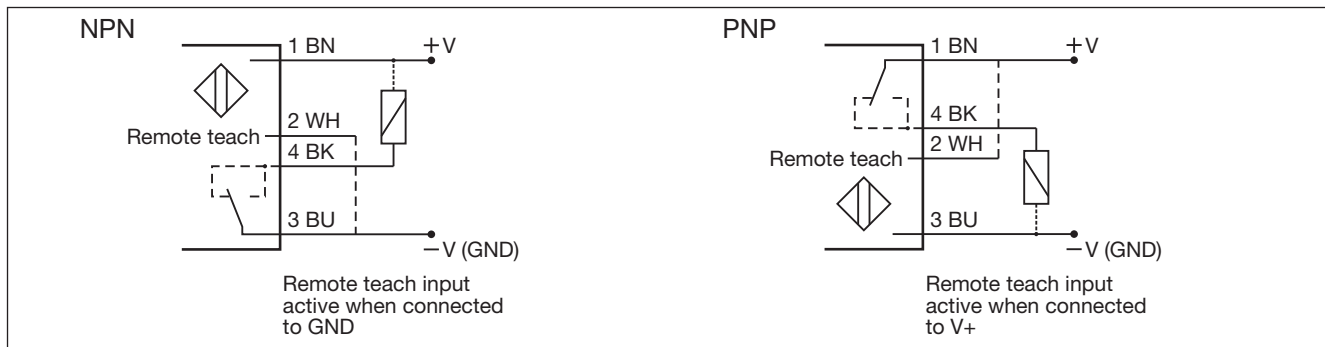 NPN
1 BN
+V
2 WH
Remote teach
4 BK
3 BU
−V (GND)
Remote teach input
active when connected
to GND
PNP
1 BN
+V
4 BK
2 WH
Remote teach
3 BU
−V (GND)
Remote teach input
active when connected
to V+